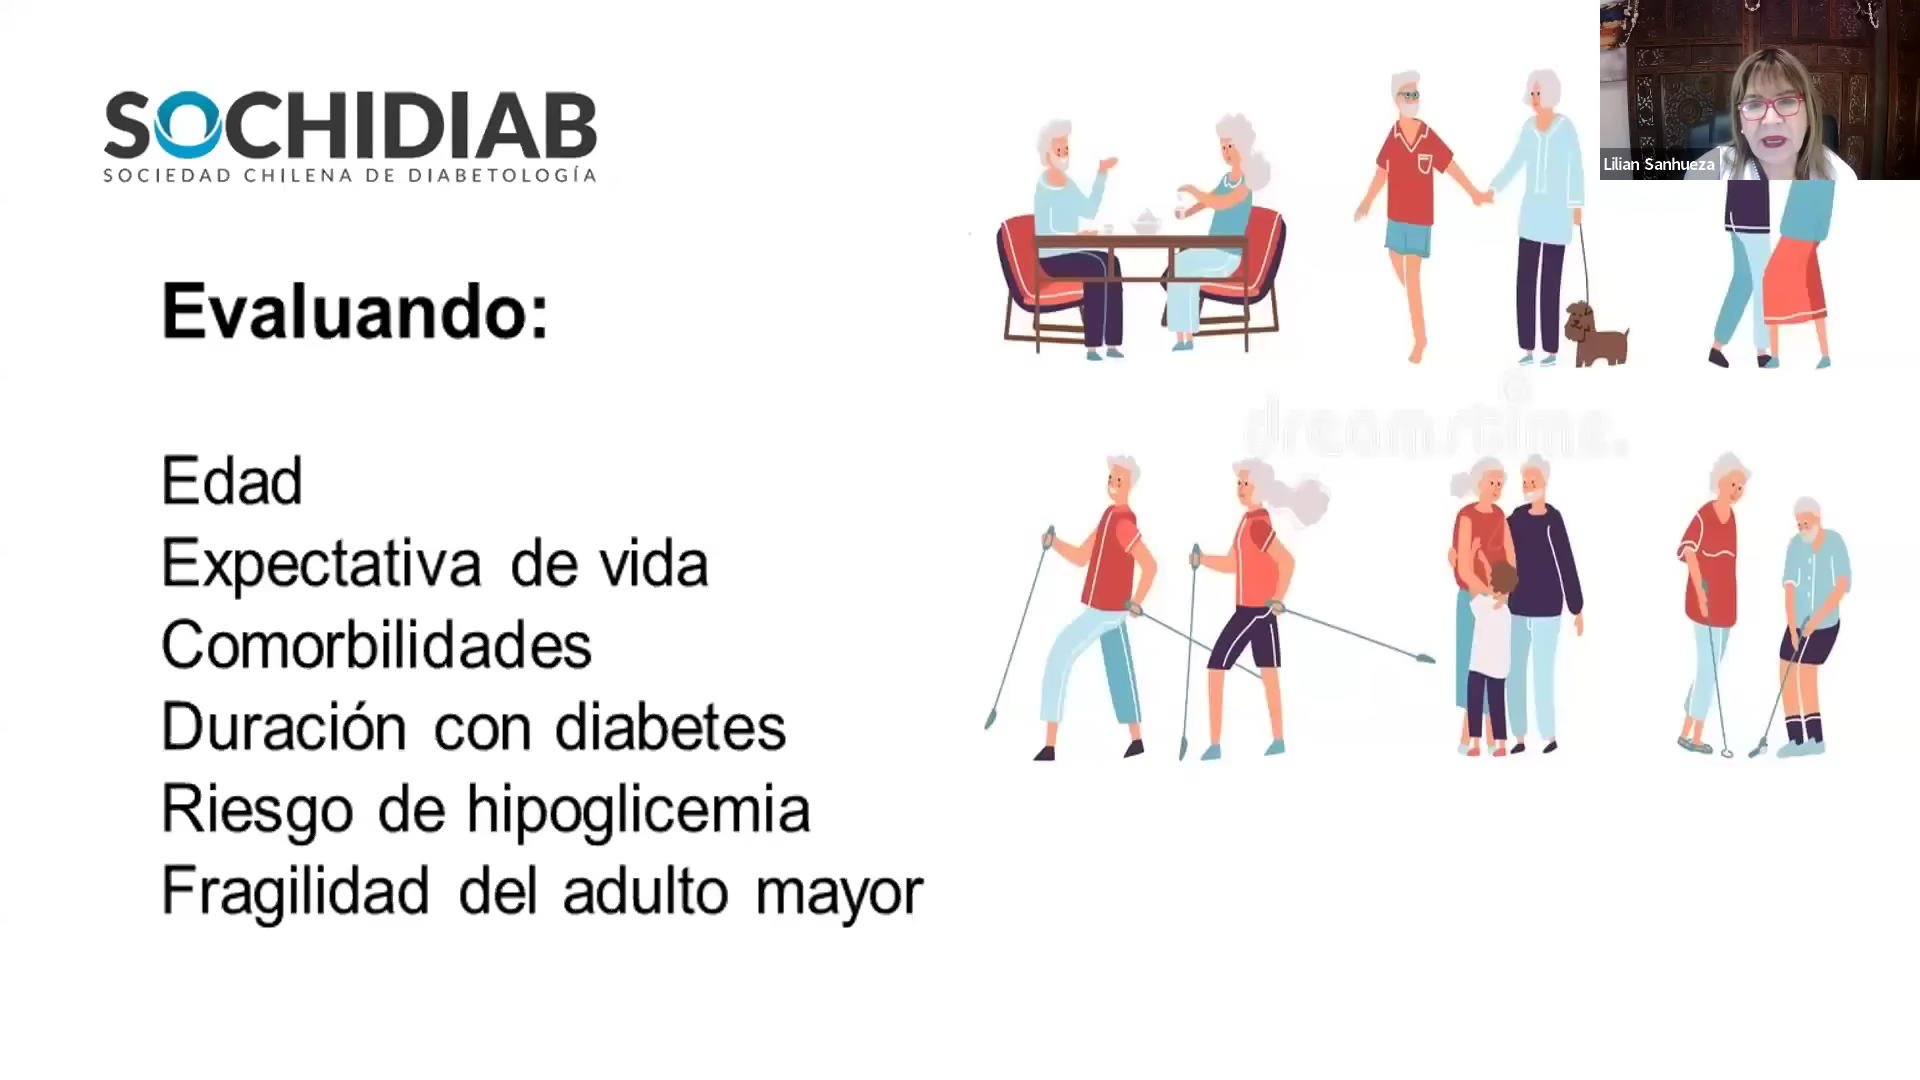 SOCHIDIAB
SOCIEDAD CHILENA DE DIABETOLOGÍA
Lilian Sanhueza
Evaluando:
dreamstime.
Edad
Expectativa de vida
Comorbilidades
Duración con diabetes
Riesgo de hipoglicemia
Fragilidad del adulto mayor